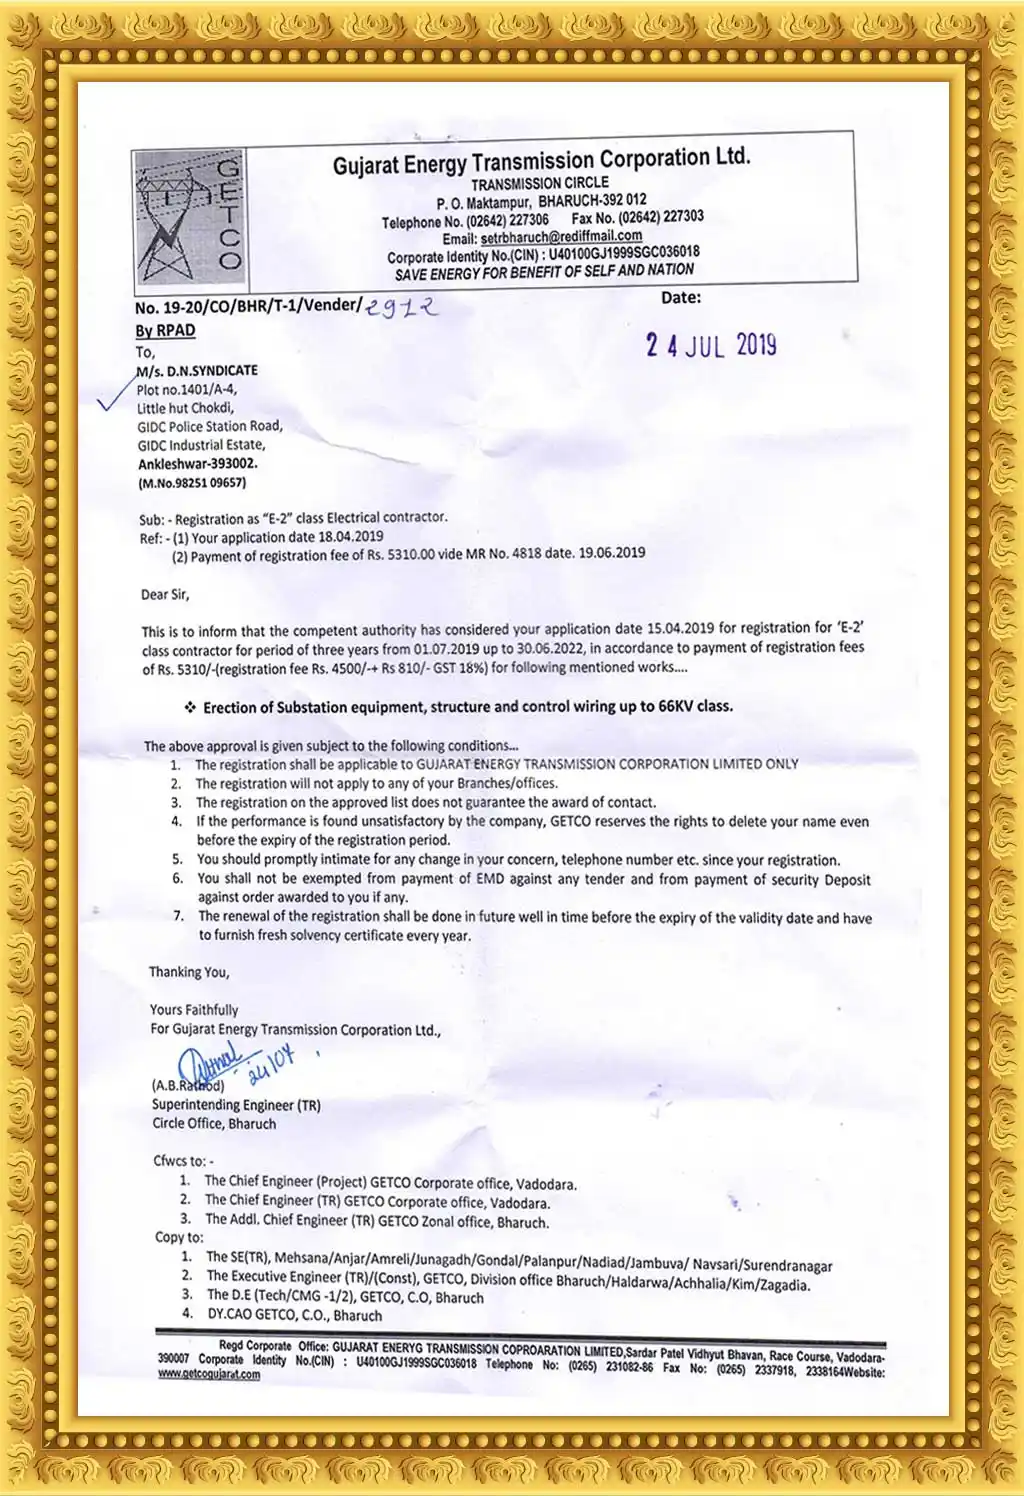 GETCO
Gujarat Energy Transmission Corporation Ltd.
TRANSMISSION CIRCLE
P. O. Maktampur, BHARUCH-392 012
Telephone No. (02642) 227306 Fax No. (02642) 227303
Email: setrbharuch@rediffmail.com
Corporate Identity No.(CIN) : U40100GJ1999SGC036018
SAVE ENERGY FOR BENEFIT OF SELF AND NATION
No. 19-20/CO/BHR/T-1/Vender/2912
Date:
By RPAD
24 JUL 2019
To,
M/s. D.N.SYNDICATE
Plot no.1401/A-4,
Little hut Chokdi,
GIDC Police Station Road,
GIDC Industrial Estate,
Ankleshwar-393002.
(M.No.98251 09657)
Sub: - Registration as “E-2” class Electrical contractor.
Ref: - (1) Your application date 18.04.2019
(2) Payment of registration fee of Rs. 5310.00 vide MR No. 4818 date. 19.06.2019
Dear Sir,
This is to inform that the competent authority has considered your application date 15.04.2019 for registration for ‘E-2’
class contractor for period of three years from 01.07.2019 up to 30.06.2022, in accordance to payment of registration fees
of Rs. 5310/-(registration fee Rs. 4500/-+ Rs 810/- GST 18%) for following mentioned works....
❖ Erection of Substation equipment, structure and control wiring up to 66KV class.
The above approval is given subject to the following conditions...
1. The registration shall be applicable to GUJARAT ENERGY TRANSMISSION CORPORATION LIMITED ONLY
2. The registration will not apply to any of your Branches/offices.
3. The registration on the approved list does not guarantee the award of contact.
4. If the performance is found unsatisfactory by the company, GETCO reserves the rights to delete your name even
before the expiry of the registration period.
5. You should promptly intimate for any change in your concern, telephone number etc. since your registration.
6. You shall not be exempted from payment of EMD against any tender and from payment of security Deposit
against order awarded to you if any.
7. The renewal of the registration shall be done in future well in time before the expiry of the validity date and have
to furnish fresh solvency certificate every year.
Thanking You,
Yours Faithfully
For Gujarat Energy Transmission Corporation Ltd.,
24/07
(A.B.Rathod)
Superintending Engineer (TR)
Circle Office, Bharuch
Cfwcs to: -
1. The Chief Engineer (Project) GETCO Corporate office, Vadodara.
2. The Chief Engineer (TR) GETCO Corporate office, Vadodara.
3. The Addl. Chief Engineer (TR) GETCO Zonal office, Bharuch.
Copy to:
1. The SE(TR), Mehsana/Anjar/Amreli/Junagadh/Gondal/Palanpur/Nadiad/Jambuva/ Navsari/Surendranagar
2. The Executive Engineer (TR)/(Const), GETCO, Division office Bharuch/Haldarwa/Achhalia/Kim/Zagadia.
3. The D.E (Tech/CMG -1/2), GETCO, C.O, Bharuch
4. DY.CAO GETCO, C.O., Bharuch
Regd Corporate Office: GUJARAT ENERYG TRANSMISSION COPROARATION LIMITED,Sardar Patel Vidhyut Bhavan, Race Course, Vadodara-
390007 Corporate Identity No.(CIN) : U40100GJ1999SGC036018 Telephone No: (0265) 231082-86 Fax No: (0265) 2337918, 2338164Website:
www.getcogujarat.com